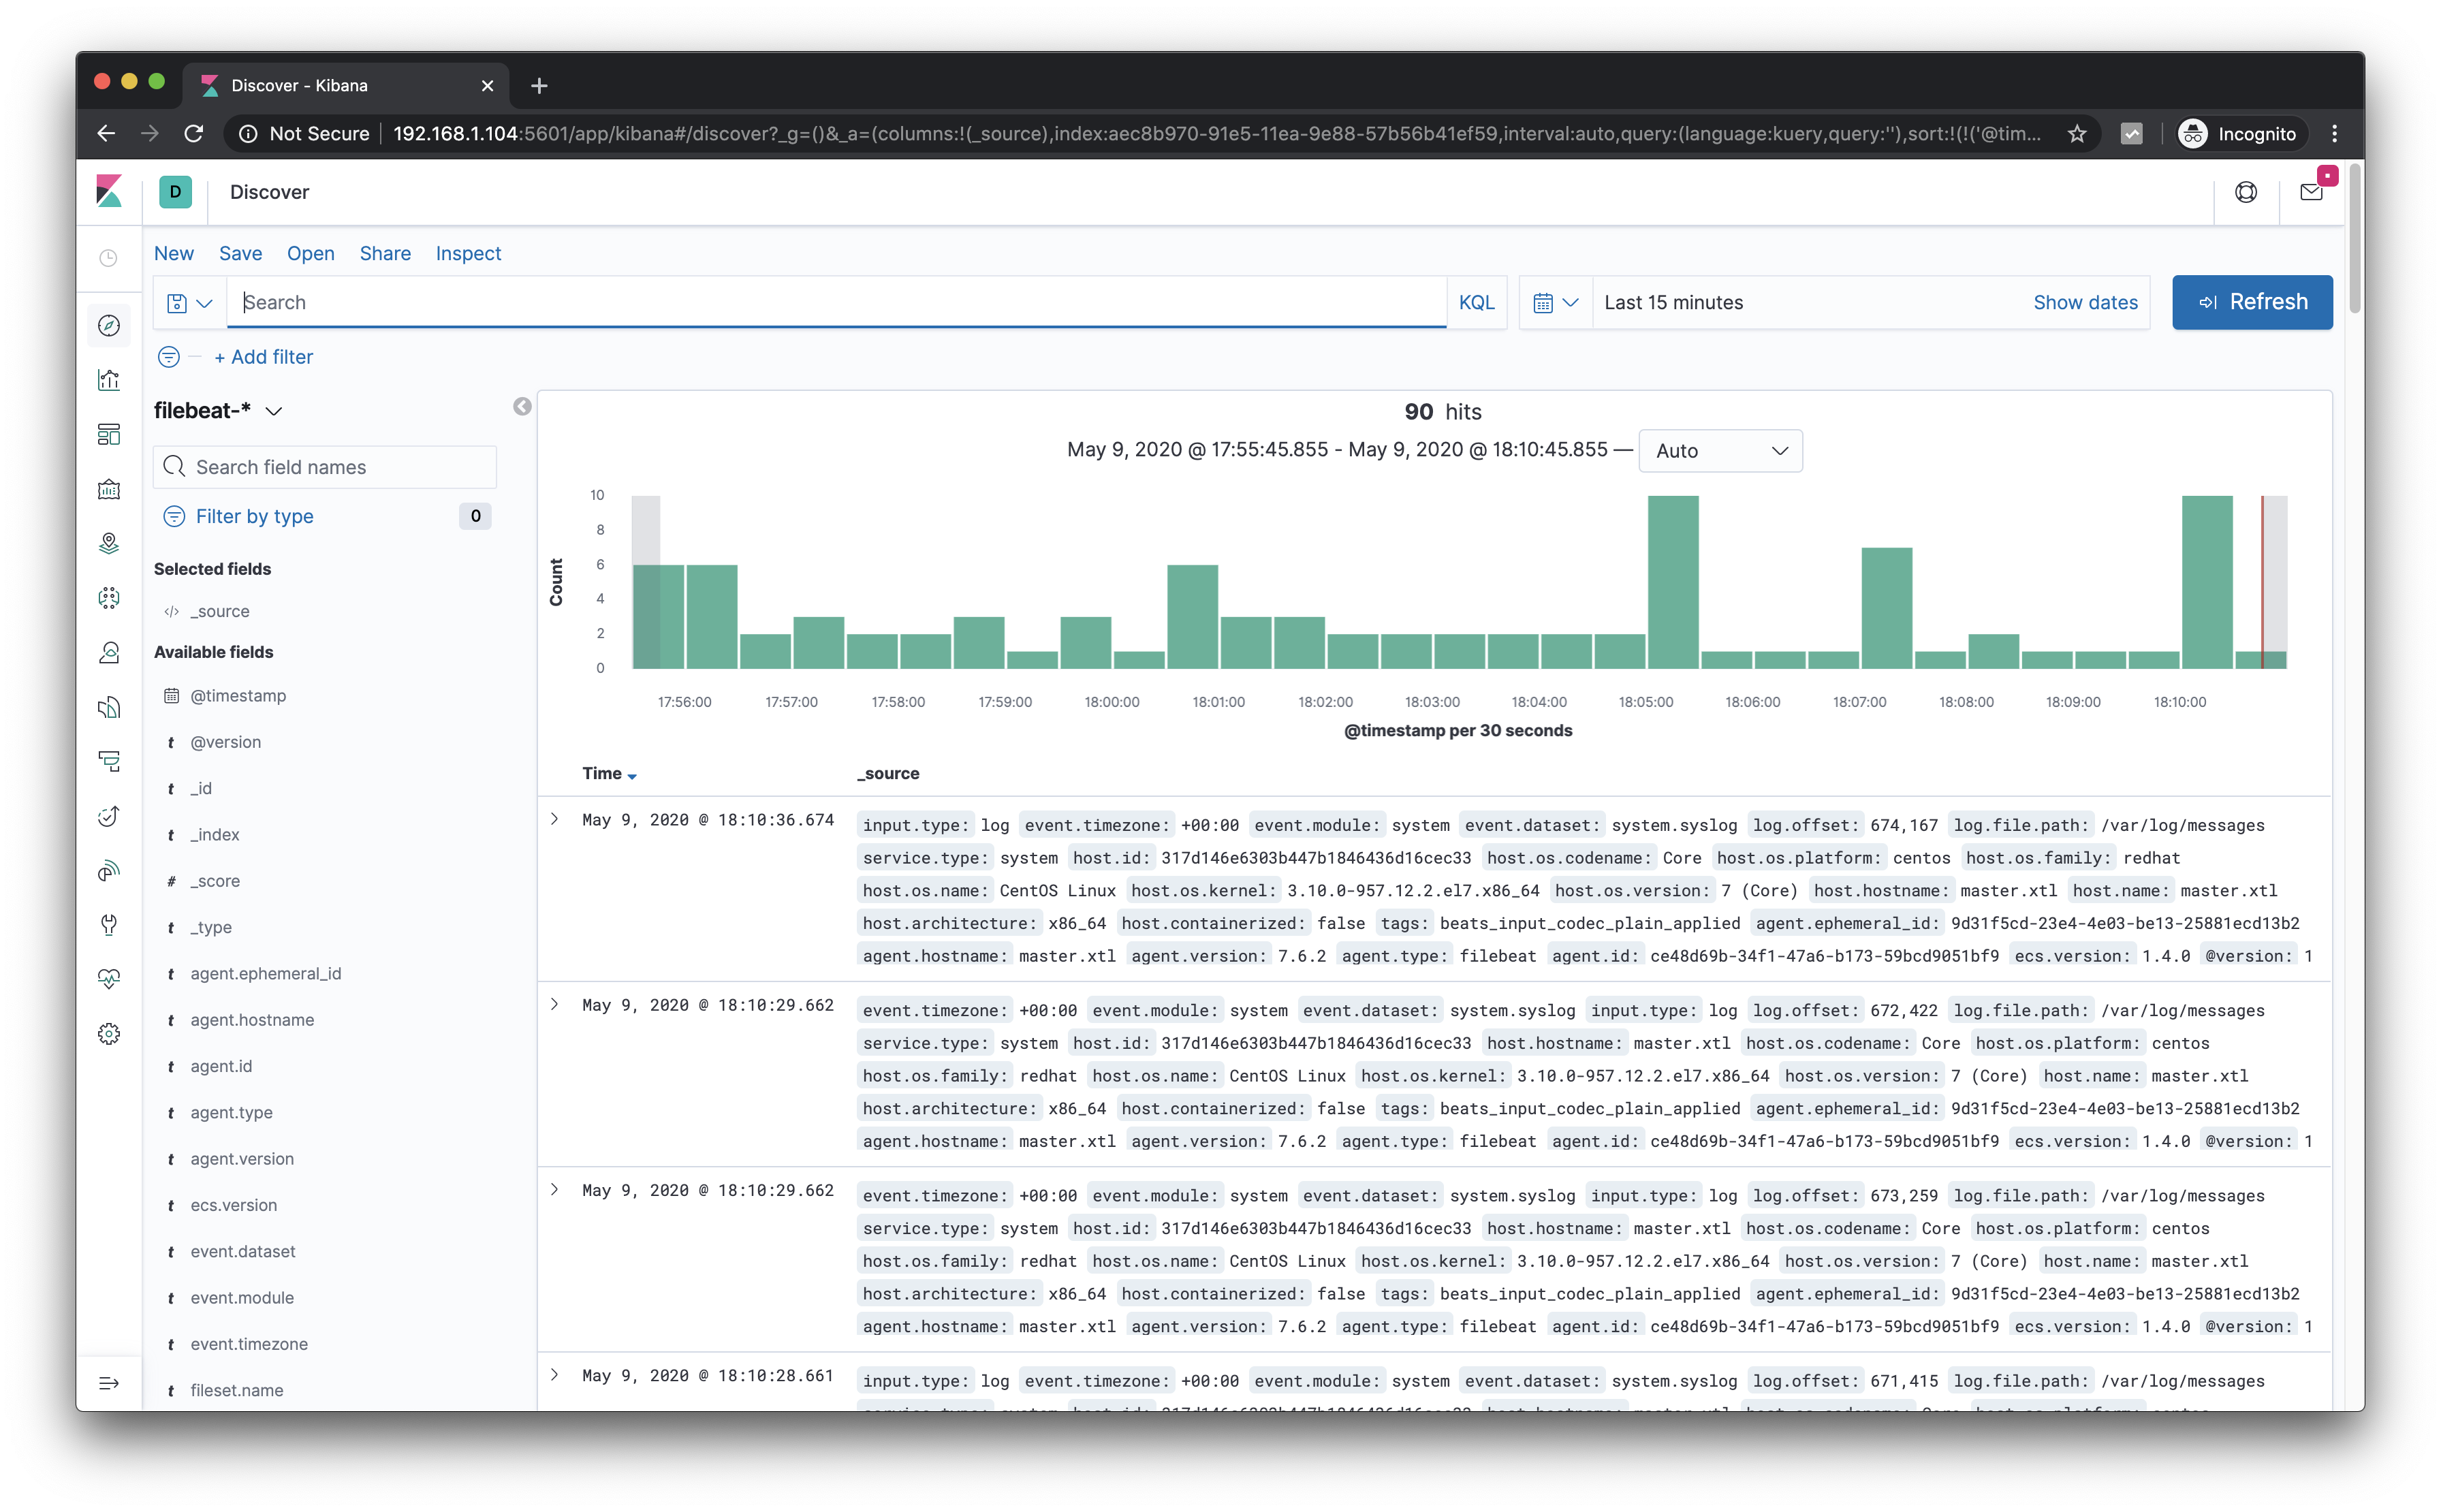 Discover - Kibana
Not Secure 192.168.1.104:5601/app/kibana#/discover?_g=()&_a=(columns:!(_source),index:aec8b970-91e5-11ea-9e88-57b56b41ef59,interval:auto,query:(language:kuery,query:''),sort:!(!('@tim... Incognito
D Discover
New Save Open Share Inspect
Search KQL Last 15 minutes Show dates Refresh
+ Add filter
filebeat-*
Search field names
Filter by type 0
Selected fields
</> _source
Available fields
@timestamp
t @version
t _id
t _index
# _score
t _type
t agent.ephemeral_id
t agent.hostname
t agent.id
t agent.type
t agent.version
t ecs.version
t event.dataset
t event.module
t event.timezone
t fileset.name
90 hits
May 9, 2020 @ 17:55:45.855 - May 9, 2020 @ 18:10:45.855 — Auto
Count
10
8
6
4
2
0
17:56:00 17:57:00 17:58:00 17:59:00 18:00:00 18:01:00 18:02:00 18:03:00 18:04:00 18:05:00 18:06:00 18:07:00 18:08:00 18:09:00 18:10:00
@timestamp per 30 seconds
Time _source
May 9, 2020 @ 18:10:36.674 input.type: log event.timezone: +00:00 event.module: system event.dataset: system.syslog log.offset: 674,167 log.file.path: /var/log/messages
service.type: system host.id: 317d146e6303b447b1846436d16cec33 host.os.codename: Core host.os.platform: centos host.os.family: redhat
host.os.name: CentOS Linux host.os.kernel: 3.10.0-957.12.2.el7.x86_64 host.os.version: 7 (Core) host.hostname: master.xtl host.name: master.xtl
host.architecture: x86_64 host.containerized: false tags: beats_input_codec_plain_applied agent.ephemeral_id: 9d31f5cd-23e4-4e03-be13-25881ecd13b2
agent.hostname: master.xtl agent.version: 7.6.2 agent.type: filebeat agent.id: ce48d69b-34f1-47a6-b173-59bcd9051bf9 ecs.version: 1.4.0 @version: 1
May 9, 2020 @ 18:10:29.662 event.timezone: +00:00 event.module: system event.dataset: system.syslog input.type: log log.offset: 672,422 log.file.path: /var/log/messages
service.type: system host.id: 317d146e6303b447b1846436d16cec33 host.hostname: master.xtl host.os.codename: Core host.os.platform: centos
host.os.family: redhat host.os.name: CentOS Linux host.os.kernel: 3.10.0-957.12.2.el7.x86_64 host.os.version: 7 (Core) host.name: master.xtl
host.architecture: x86_64 host.containerized: false tags: beats_input_codec_plain_applied agent.ephemeral_id: 9d31f5cd-23e4-4e03-be13-25881ecd13b2
agent.hostname: master.xtl agent.version: 7.6.2 agent.type: filebeat agent.id: ce48d69b-34f1-47a6-b173-59bcd9051bf9 ecs.version: 1.4.0 @version: 1
May 9, 2020 @ 18:10:29.662 event.timezone: +00:00 event.module: system event.dataset: system.syslog input.type: log log.offset: 673,259 log.file.path: /var/log/messages
service.type: system host.id: 317d146e6303b447b1846436d16cec33 host.hostname: master.xtl host.os.codename: Core host.os.platform: centos
host.os.family: redhat host.os.name: CentOS Linux host.os.kernel: 3.10.0-957.12.2.el7.x86_64 host.os.version: 7 (Core) host.name: master.xtl
host.architecture: x86_64 host.containerized: false tags: beats_input_codec_plain_applied agent.ephemeral_id: 9d31f5cd-23e4-4e03-be13-25881ecd13b2
agent.hostname: master.xtl agent.version: 7.6.2 agent.type: filebeat agent.id: ce48d69b-34f1-47a6-b173-59bcd9051bf9 ecs.version: 1.4.0 @version: 1
May 9, 2020 @ 18:10:28.661 input.type: log event.timezone: +00:00 event.module: system event.dataset: system.syslog log.offset: 671,415 log.file.path: /var/log/messages